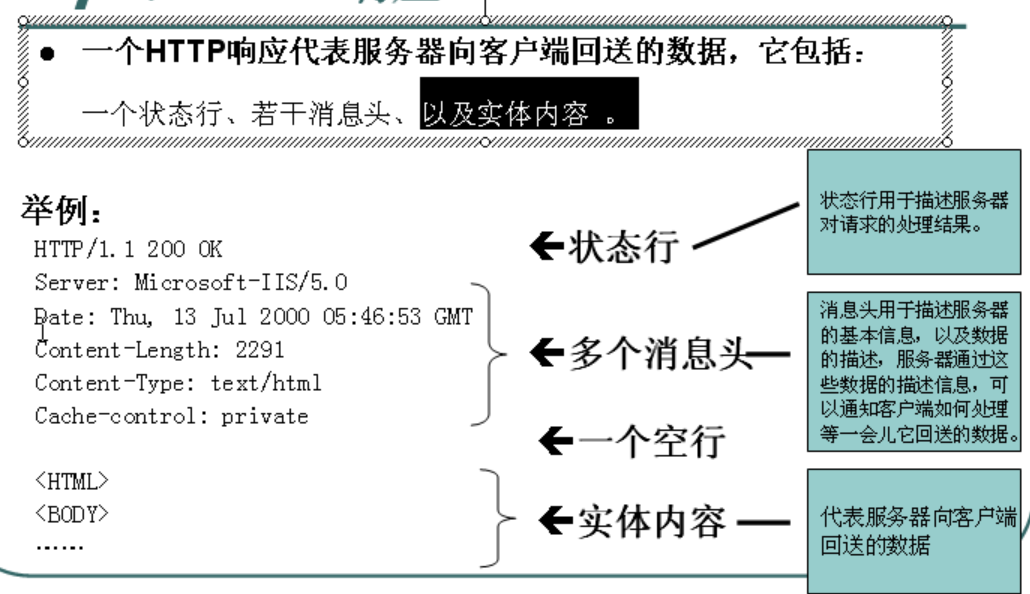 一个HTTP响应代表服务器向客户端回送的数据，它包括：
一个状态行、若干消息头、以及实体内容 。
举例：
HTTP/1.1 200 OK
←状态行
状态行用于描述服务器
对请求的处理结果。
Server: Microsoft-IIS/5.0
Date: Thu, 13 Jul 2000 05:46:53 GMT
Content-Length: 2291
Content-Type: text/html
Cache-control: private
←多个消息头
消息头用于描述服务器
的基本信息，以及数据
的描述，服务器通过这
些数据的描述信息，可
以通知客户端如何处理
等一会儿它回送的数据。
←一个空行
<HTML>
<BODY>
……
←实体内容
代表服务器向客户端
回送的数据